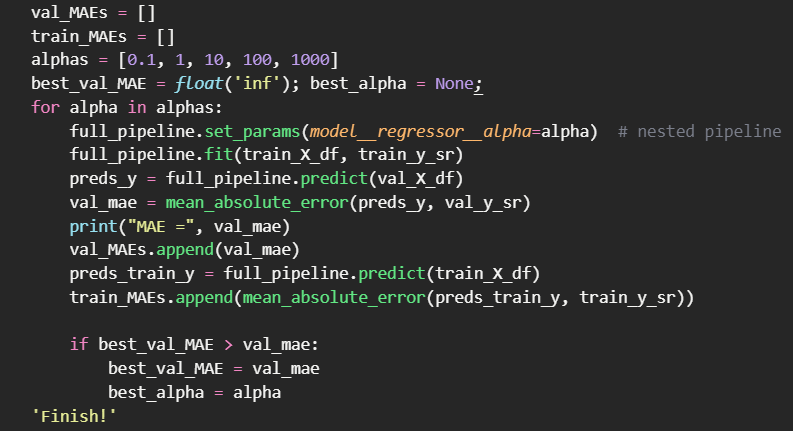 val_MAEs = []
train_MAEs = []
alphas = [0.1, 1, 10, 100, 1000]
best_val_MAE = float('inf'); best_alpha = None;
for alpha in alphas:
    full_pipeline.set_params(model__regressor__alpha=alpha)  # nested pipeline
    full_pipeline.fit(train_X_df, train_y_sr)
    preds_y = full_pipeline.predict(val_X_df)
    val_mae = mean_absolute_error(preds_y, val_y_sr)
    print("MAE =", val_mae)
    val_MAEs.append(val_mae)
    preds_train_y = full_pipeline.predict(train_X_df)
    train_MAEs.append(mean_absolute_error(preds_train_y, train_y_sr))

    if best_val_MAE > val_mae:
        best_val_MAE = val_mae
        best_alpha = alpha
'Finish!'